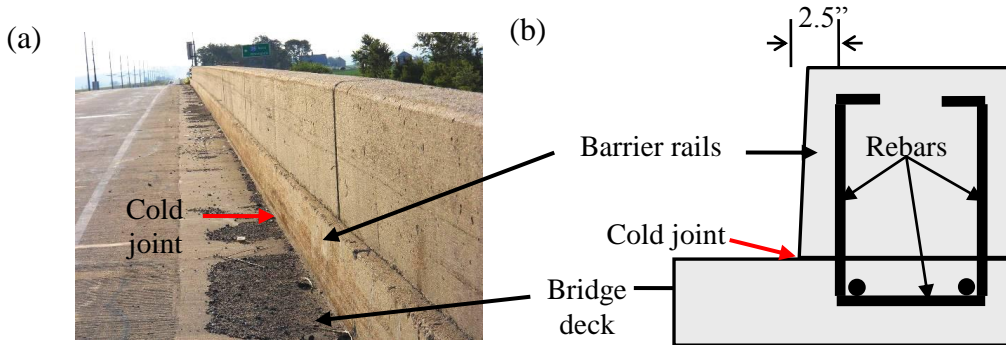 (a)
Cold
joint
(b)
2.5”
Barrier rails
Rebars
Cold joint
Bridge
deck